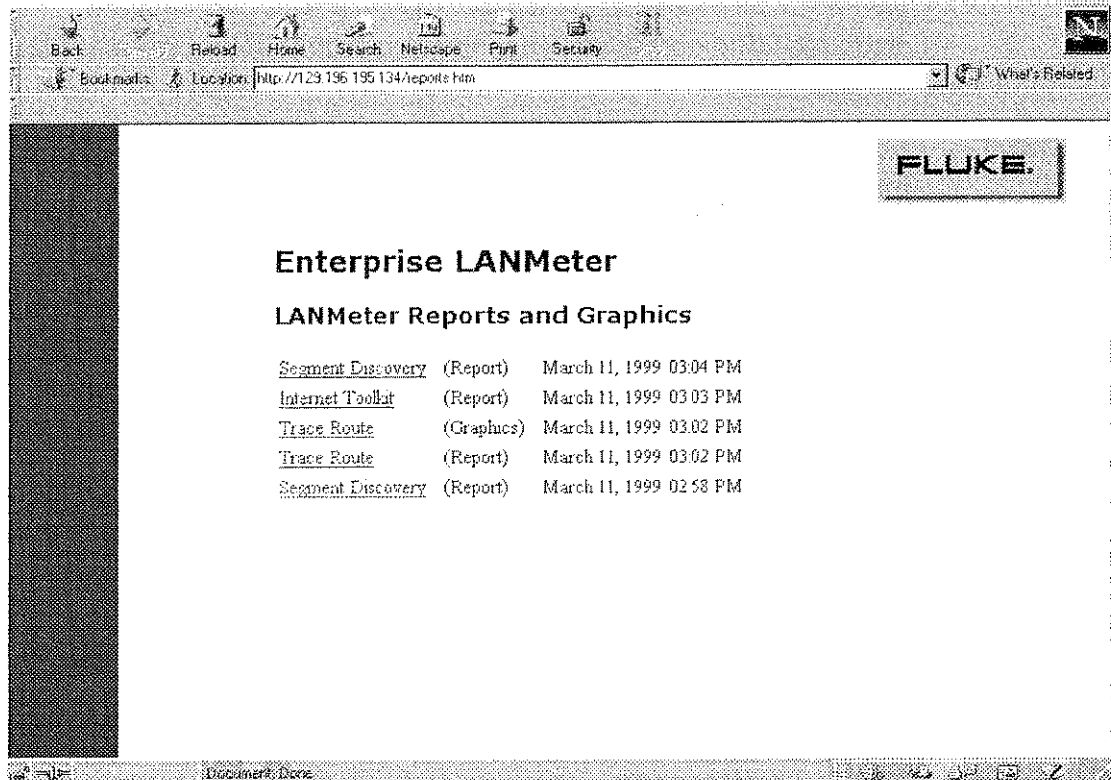 Back Reload Home Search Netscape Print Security
Bookmarks Location: http://129.196.195.134/reports.htm What's Related
N
FLUKE.
Enterprise LANMeter
LANMeter Reports and Graphics
Segment Discovery (Report) March 11, 1999 03:04 PM
Internet Toolkit (Report) March 11, 1999 03:03 PM
Trace Route (Graphics) March 11, 1999 03:02 PM
Trace Route (Report) March 11, 1999 03:02 PM
Segment Discovery (Report) March 11, 1999 02:58 PM
Document: Done